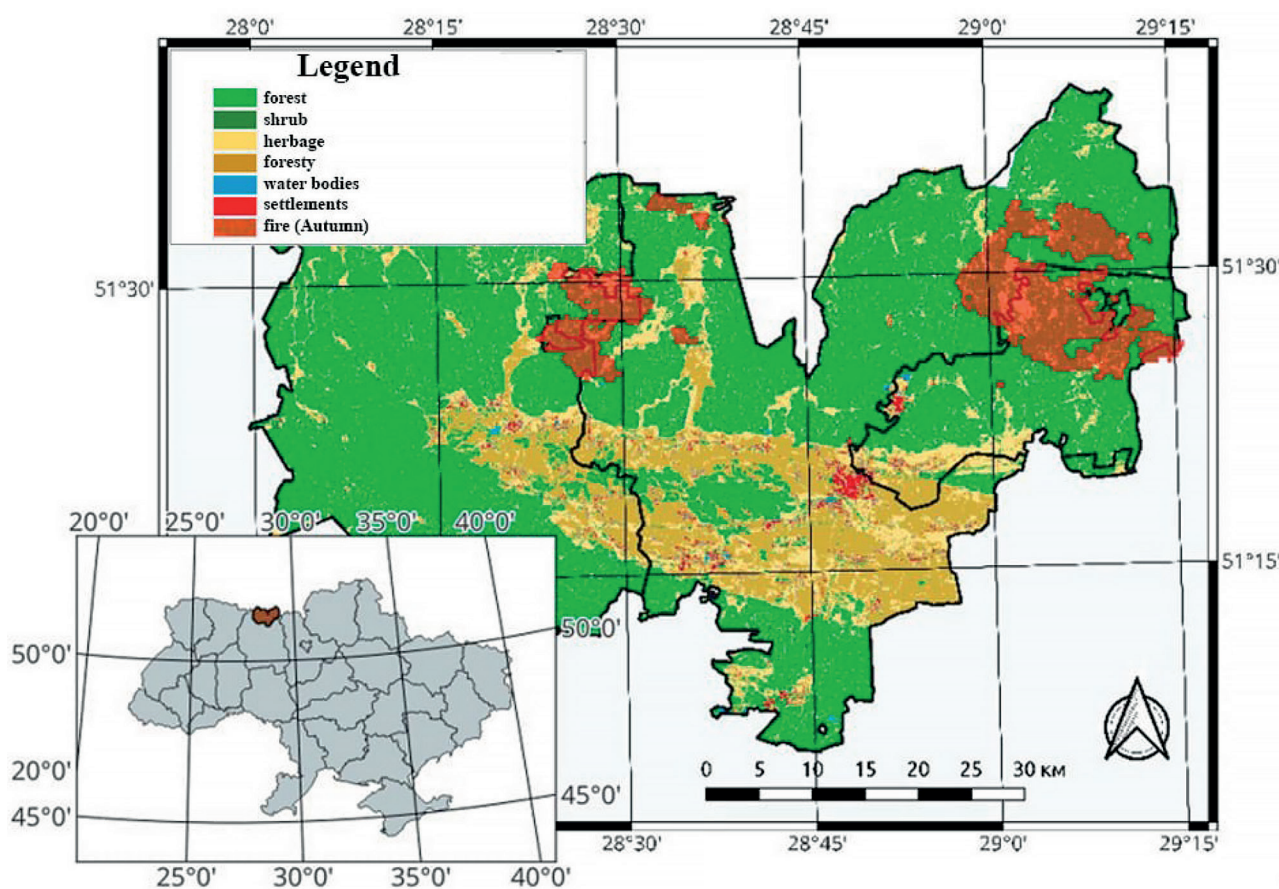 28°0' 28°15' 28°30' 28°45' 29°0' 29°15'
Legend
forest
shrub
herbage
foresty
water bodies
settlements
fire (Autumn)
51°30' 51°30'
51°15'
20°0' 25°0' 30°0' 35°0' 40°0'
50°0' 50°0'
20°0'
45°0' 45°0'
25°0' 30°0' 35°0' 40°0'
0 5 10 15 20 25 30 км
28°30' 28°45' 29°0' 29°15'